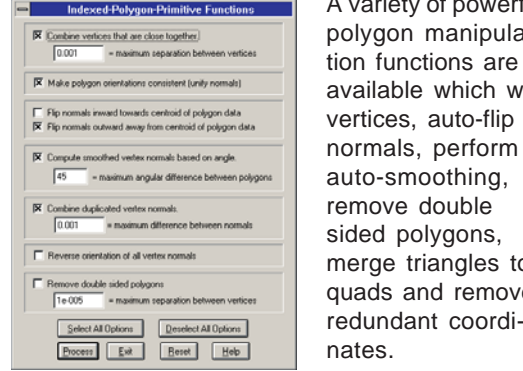 Indexed-Polygon-Primitive Functions
Combine vertices that are close together.
0.001 = maximum separation between vertices
Make polygon orientations consistent (unify normals)
Flip normals inward towards centroid of polygon data
Flip normals outward away from centroid of polygon data
Compute smoothed vertex normals based on angle.
45 = maximum angular difference between polygons
Combine duplicated vertex normals.
0.001 = maximum difference between normals
Reverse orientation of all vertex normals
Remove double sided polygons
1e-005 = maximum separation between vertices
Select All Options Deselect All Options
Process Exit Reset Help
polygon manipula
tion functions are
available which w
vertices, auto-flip
normals, perform
auto-smoothing,
remove double
sided polygons,
merge triangles to
quads and remove
redundant coordi-
nates.